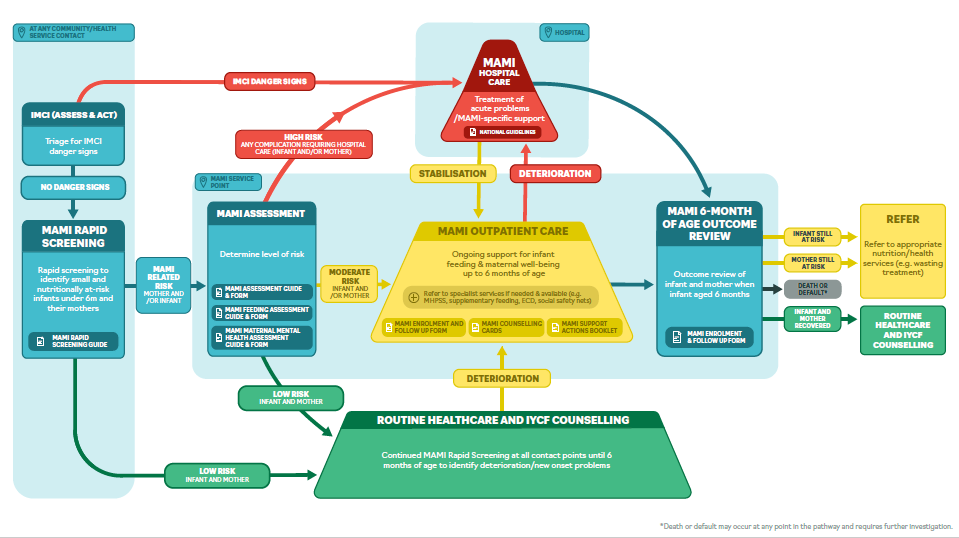 AT ANY COMMUNITY/HEALTH
SERVICE CONTACT
HOSPITAL
IMCI DANGER SIGNS
MAMI
HOSPITAL
CARE
Treatment of
acute problems
/MAMI-specific support
NATIONAL GUIDELINES
IMCI (ASSESS & ACT)
Triage for IMCI
danger signs
HIGH RISK
ANY COMPLICATION REQUIRING HOSPITAL
CARE (INFANT AND/OR MOTHER)
NO DANGER SIGNS
MAMI SERVICE
POINT
STABILISATION
DETERIORATION
MAMI RAPID
SCREENING
Rapid screening to
identify small and
nutritionally at-risk
infants under 6m and
their mothers
MAMI RAPID
SCREENING GUIDE
MAMI
RELATED
RISK
MOTHER AND
/OR INFANT
MAMI ASSESSMENT
Determine level of risk
MAMI ASSESSMENT GUIDE
& FORM
MAMI FEEDING ASSESSMENT
GUIDE & FORM
MAMI MATERNAL MENTAL
HEALTH ASSESSMENT
GUIDE & FORM
MODERATE
RISK
INFANT AND
/OR MOTHER
MAMI OUTPATIENT CARE
Ongoing support for infant
feeding & maternal well-being
up to 6 months of age
Refer to specialist services if needed & available (e.g.
MHPSS, supplementary feeding, ECD, social safety nets)
MAMI ENROLMENT AND
FOLLOW UP FORM
MAMI COUNSELLING
CARDS
MAMI SUPPORT
ACTIONS BOOKLET
MAMI 6-MONTH
OF AGE OUTCOME
REVIEW
Outcome review of
infant and mother when
infant aged 6 months
MAMI ENROLMENT
& FOLLOW UP FORM
INFANT STILL
AT RISK
MOTHER STILL
AT RISK
DEATH OR
DEFAULT*
INFANT AND
MOTHER
RECOVERED
REFER
Refer to appropriate
nutrition/health
services (e.g. wasting
treatment)
ROUTINE
HEALTHCARE
AND IYCF
COUNSELLING
DETERIORATION
LOW RISK
INFANT AND MOTHER
ROUTINE HEALTHCARE AND IYCF COUNSELLING
Continued MAMI Rapid Screening at all contact points until 6
months of age to identify deterioration/new onset problems
LOW RISK
INFANT AND MOTHER
*Death or default may occur at any point in the pathway and requires further investigation.